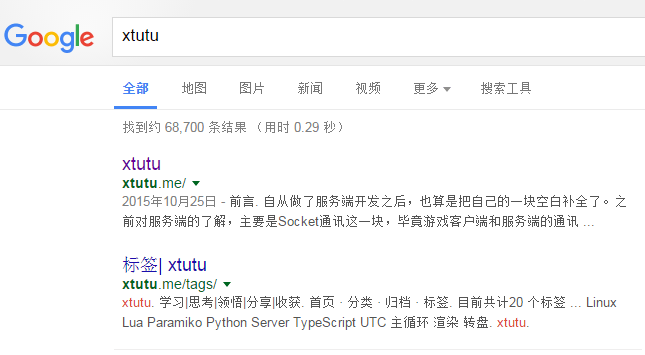 Google
xtutu
全部 地图 图片 新闻 视频 更多 搜索工具
找到约 68,700 条结果 （用时 0.29 秒）
xtutu
xtutu.me/
2015年10月25日 - 前言. 自从做了服务端开发之后，也算是把自己的一块空白补全了。之
前对服务端的了解，主要是Socket通讯这一块，毕竟游戏客户端和服务端的通讯 ...
标签| xtutu
xtutu.me/tags/
xtutu. 学习|思考|领悟|分享|收获. 首页 · 分类 · 归档 · 标签. 目前共计20 个标签 ... Linux
Lua Paramiko Python Server TypeScript UTC 主循环 渲染 转盘. xtutu.